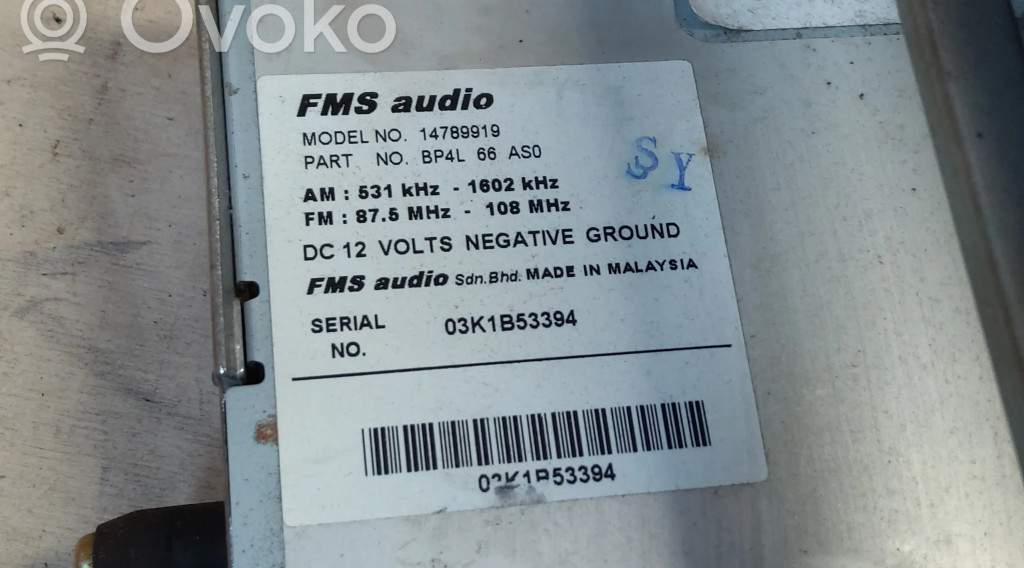 Ovoko
FMS audio
MODEL NO. 14789919
PART NO. BP4L 66 AS0
AM : 531 kHz - 1602 kHz
FM : 87.5 MHz - 108 MHz
DC 12 VOLTS NEGATIVE GROUND
FMS audio Sdn.Bhd. MADE IN MALAYSIA
SERIAL NO. 03K1B53394
03K1B53394
SY